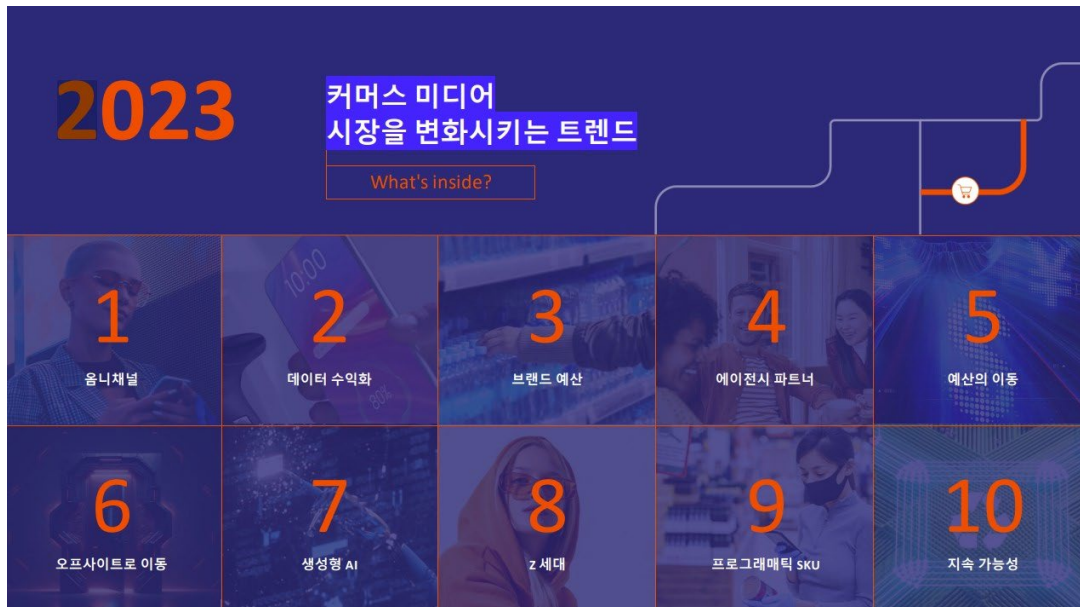 2023
커머스 미디어
시장을 변화시키는 트렌드
What's inside?
1
옴니채널
2
10:00
80%
데이터 수익화
3
브랜드 예산
4
에이전시 파트너
5
예산의 이동
6
오프사이트로 이동
7
생성형 AI
8
Z 세대
9
프로그래매틱 SKU
10
지속 가능성